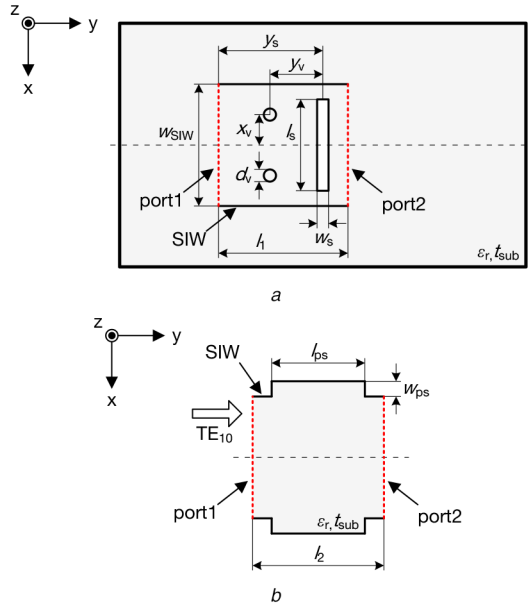 z
y
x
y_s
y_v
w_SIW
x_v
l_s
d_v
port1
port2
SIW
l_1
w_s
ε_r, t_sub
a
z
y
x
SIW
l_ps
w_ps
TE_10
port1
port2
ε_r, t_sub
l_2
b